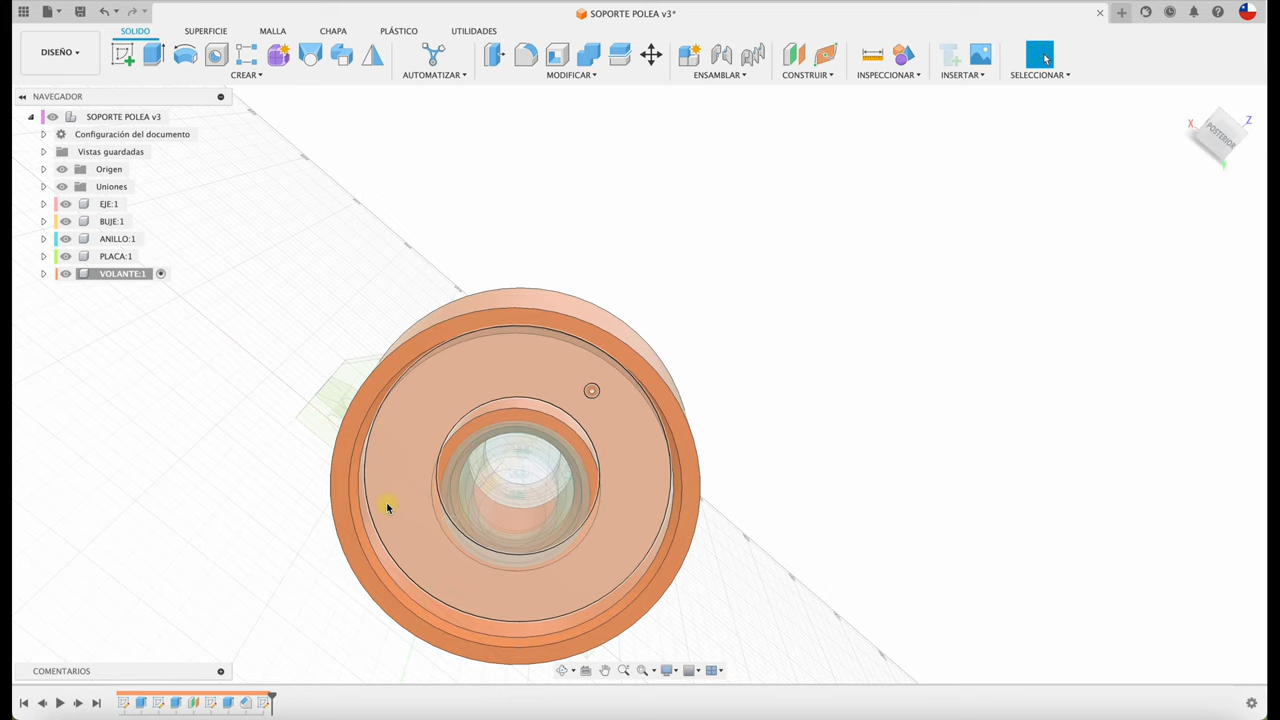 SOPORTE POLEA v3*
DISEÑO
SOLIDO
SUPERFICIE
MALLA
CHAPA
PLÁSTICO
UTILIDADES
CREAR
AUTOMATIZAR
MODIFICAR
ENSAMBLAR
CONSTRUIR
INSPECCIONAR
INSERTAR
SELECCIONAR
NAVEGADOR
SOPORTE POLEA v3
Configuración del documento
Vistas guardadas
Origen
Uniones
EJE:1
BUJE:1
ANILLO:1
PLACA:1
VOLANTE:1
X
Z
POSTERIOR
COMENTARIOS